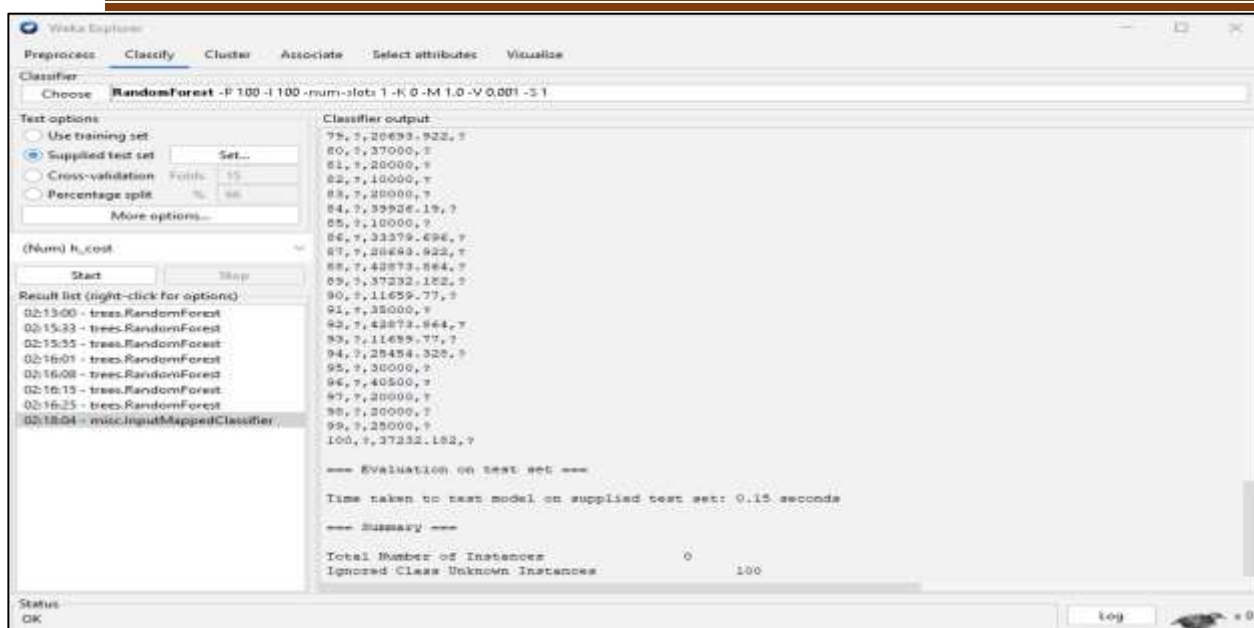 Weka Explorer
Preprocess Classify Cluster Associate Select attributes Visualise
Classifier
Choose RandomForest -P 100 -I 100 -num-slots 1 -K 0 -M 1.0 -V 0.001 -S 1
Test options
Use training set
Supplied test set Set...
Cross-validation Folds 15
Percentage split % 66
More options...
(Num) h_cost
Start Stop
Result list (right-click for options)
02:13:00 - trees.RandomForest
02:15:33 - trees.RandomForest
02:15:55 - trees.RandomForest
02:16:01 - trees.RandomForest
02:16:08 - trees.RandomForest
02:16:15 - trees.RandomForest
02:16:25 - trees.RandomForest
02:18:04 - misc.InputMappedClassifier
Classifier output
79,?,20693.922,?
80,?,37000,?
81,?,20000,?
82,?,10000,?
83,?,20000,?
84,?,39926.19,?
85,?,10000,?
86,?,33379.696,?
87,?,20693.922,?
88,?,42873.864,?
89,?,37232.182,?
90,?,11659.77,?
91,?,35000,?
92,?,42873.864,?
93,?,11659.77,?
94,?,25454.328,?
95,?,30000,?
96,?,40500,?
97,?,20000,?
98,?,20000,?
99,?,25000,?
100,?,37232.182,?
=== Evaluation on test set ===
Time taken to test model on supplied test set: 0.15 seconds
=== Summary ===
Total Number of Instances 0
Ignored Class Unknown Instances 100
Status
OK
Log x 0